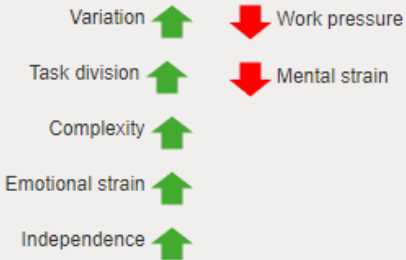 Variation
Work pressure
Task division
Mental strain
Complexity
Emotional strain
Independence